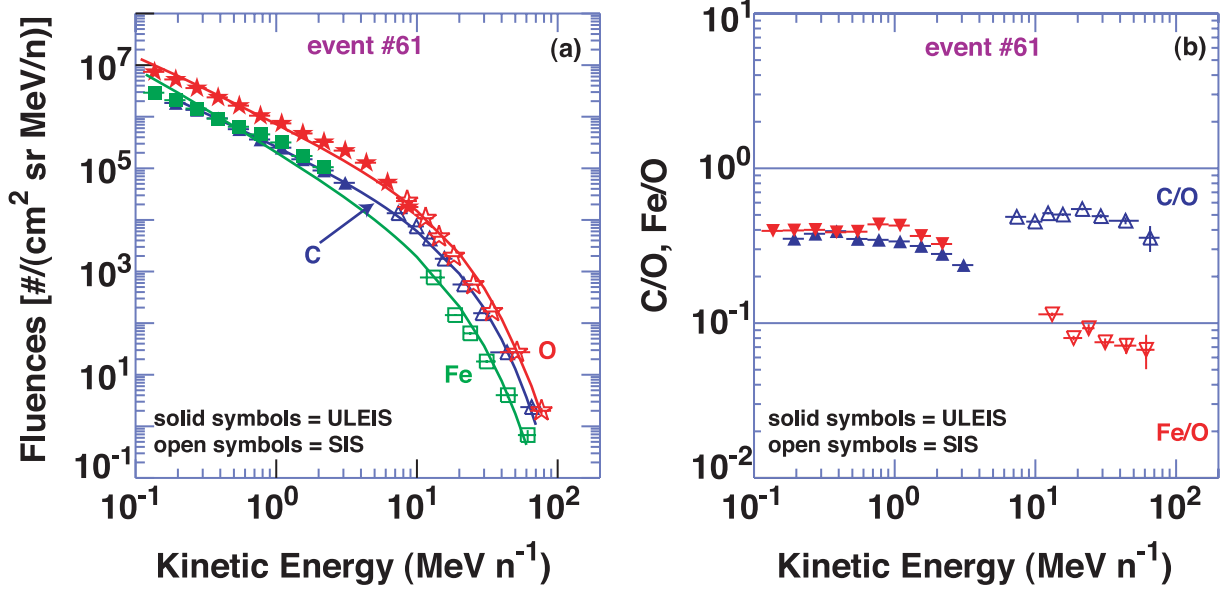 event #61
(a)
Fluences [#/(cm² sr MeV/n)]
10⁷
10⁵
10³
10¹
10⁻¹
C
O
Fe
solid symbols = ULEIS
open symbols = SIS
10⁻¹
10⁰
10¹
10²
Kinetic Energy (MeV n⁻¹)
event #61
(b)
C/O, Fe/O
10¹
10⁰
10⁻¹
10⁻²
C/O
Fe/O
solid symbols = ULEIS
open symbols = SIS
10⁻¹
10⁰
10¹
10²
Kinetic Energy (MeV n⁻¹)